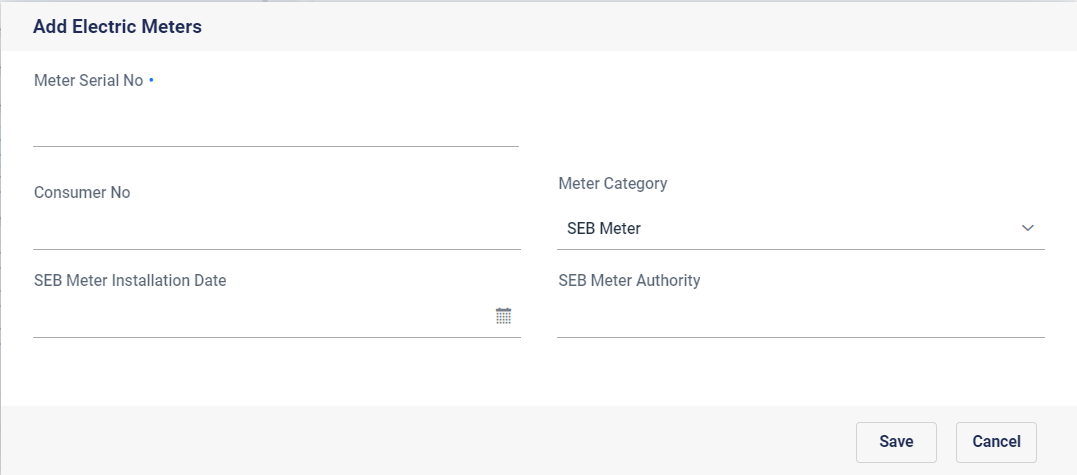 Add Electric Meters
Meter Serial No
Consumer No
Meter Category
SEB Meter
SEB Meter Installation Date
SEB Meter Authority
Save
Cancel